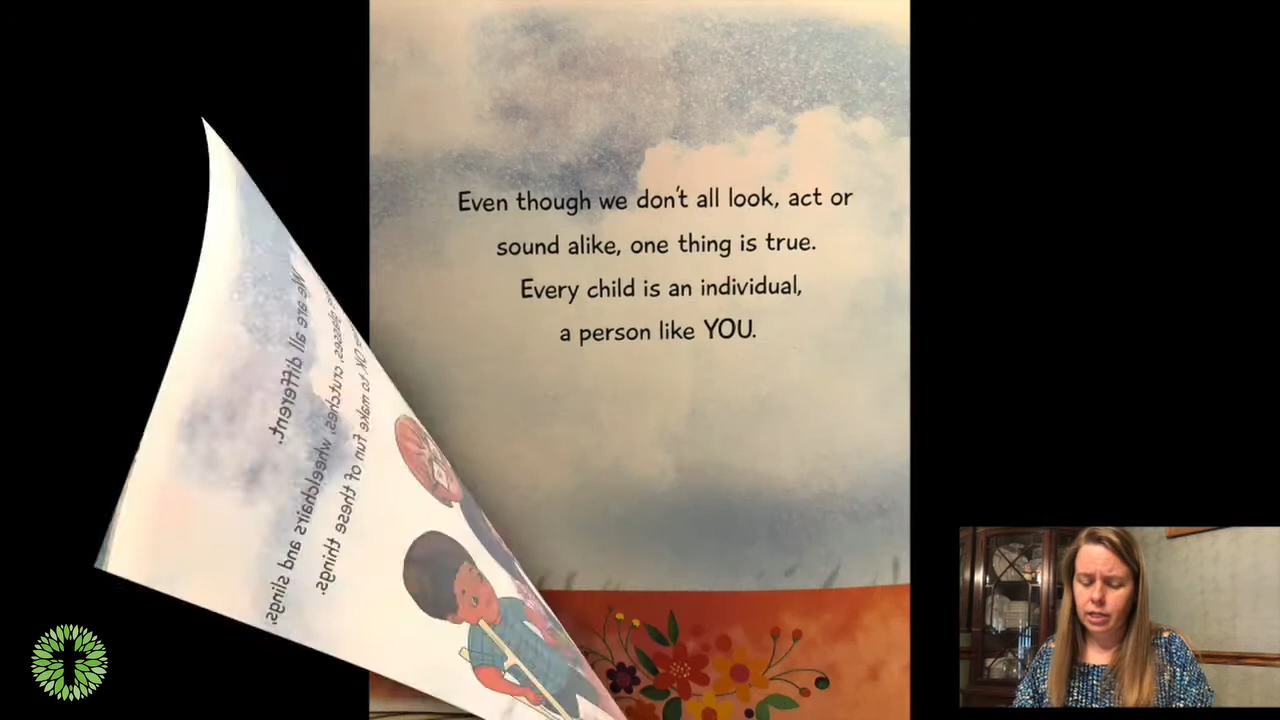 Even though we don't all look, act or
sound alike, one thing is true.
Every child is an individual,
a person like YOU.
We are all different.
glasses, crutches, wheelchairs and slings,
OK to make fun of these things.